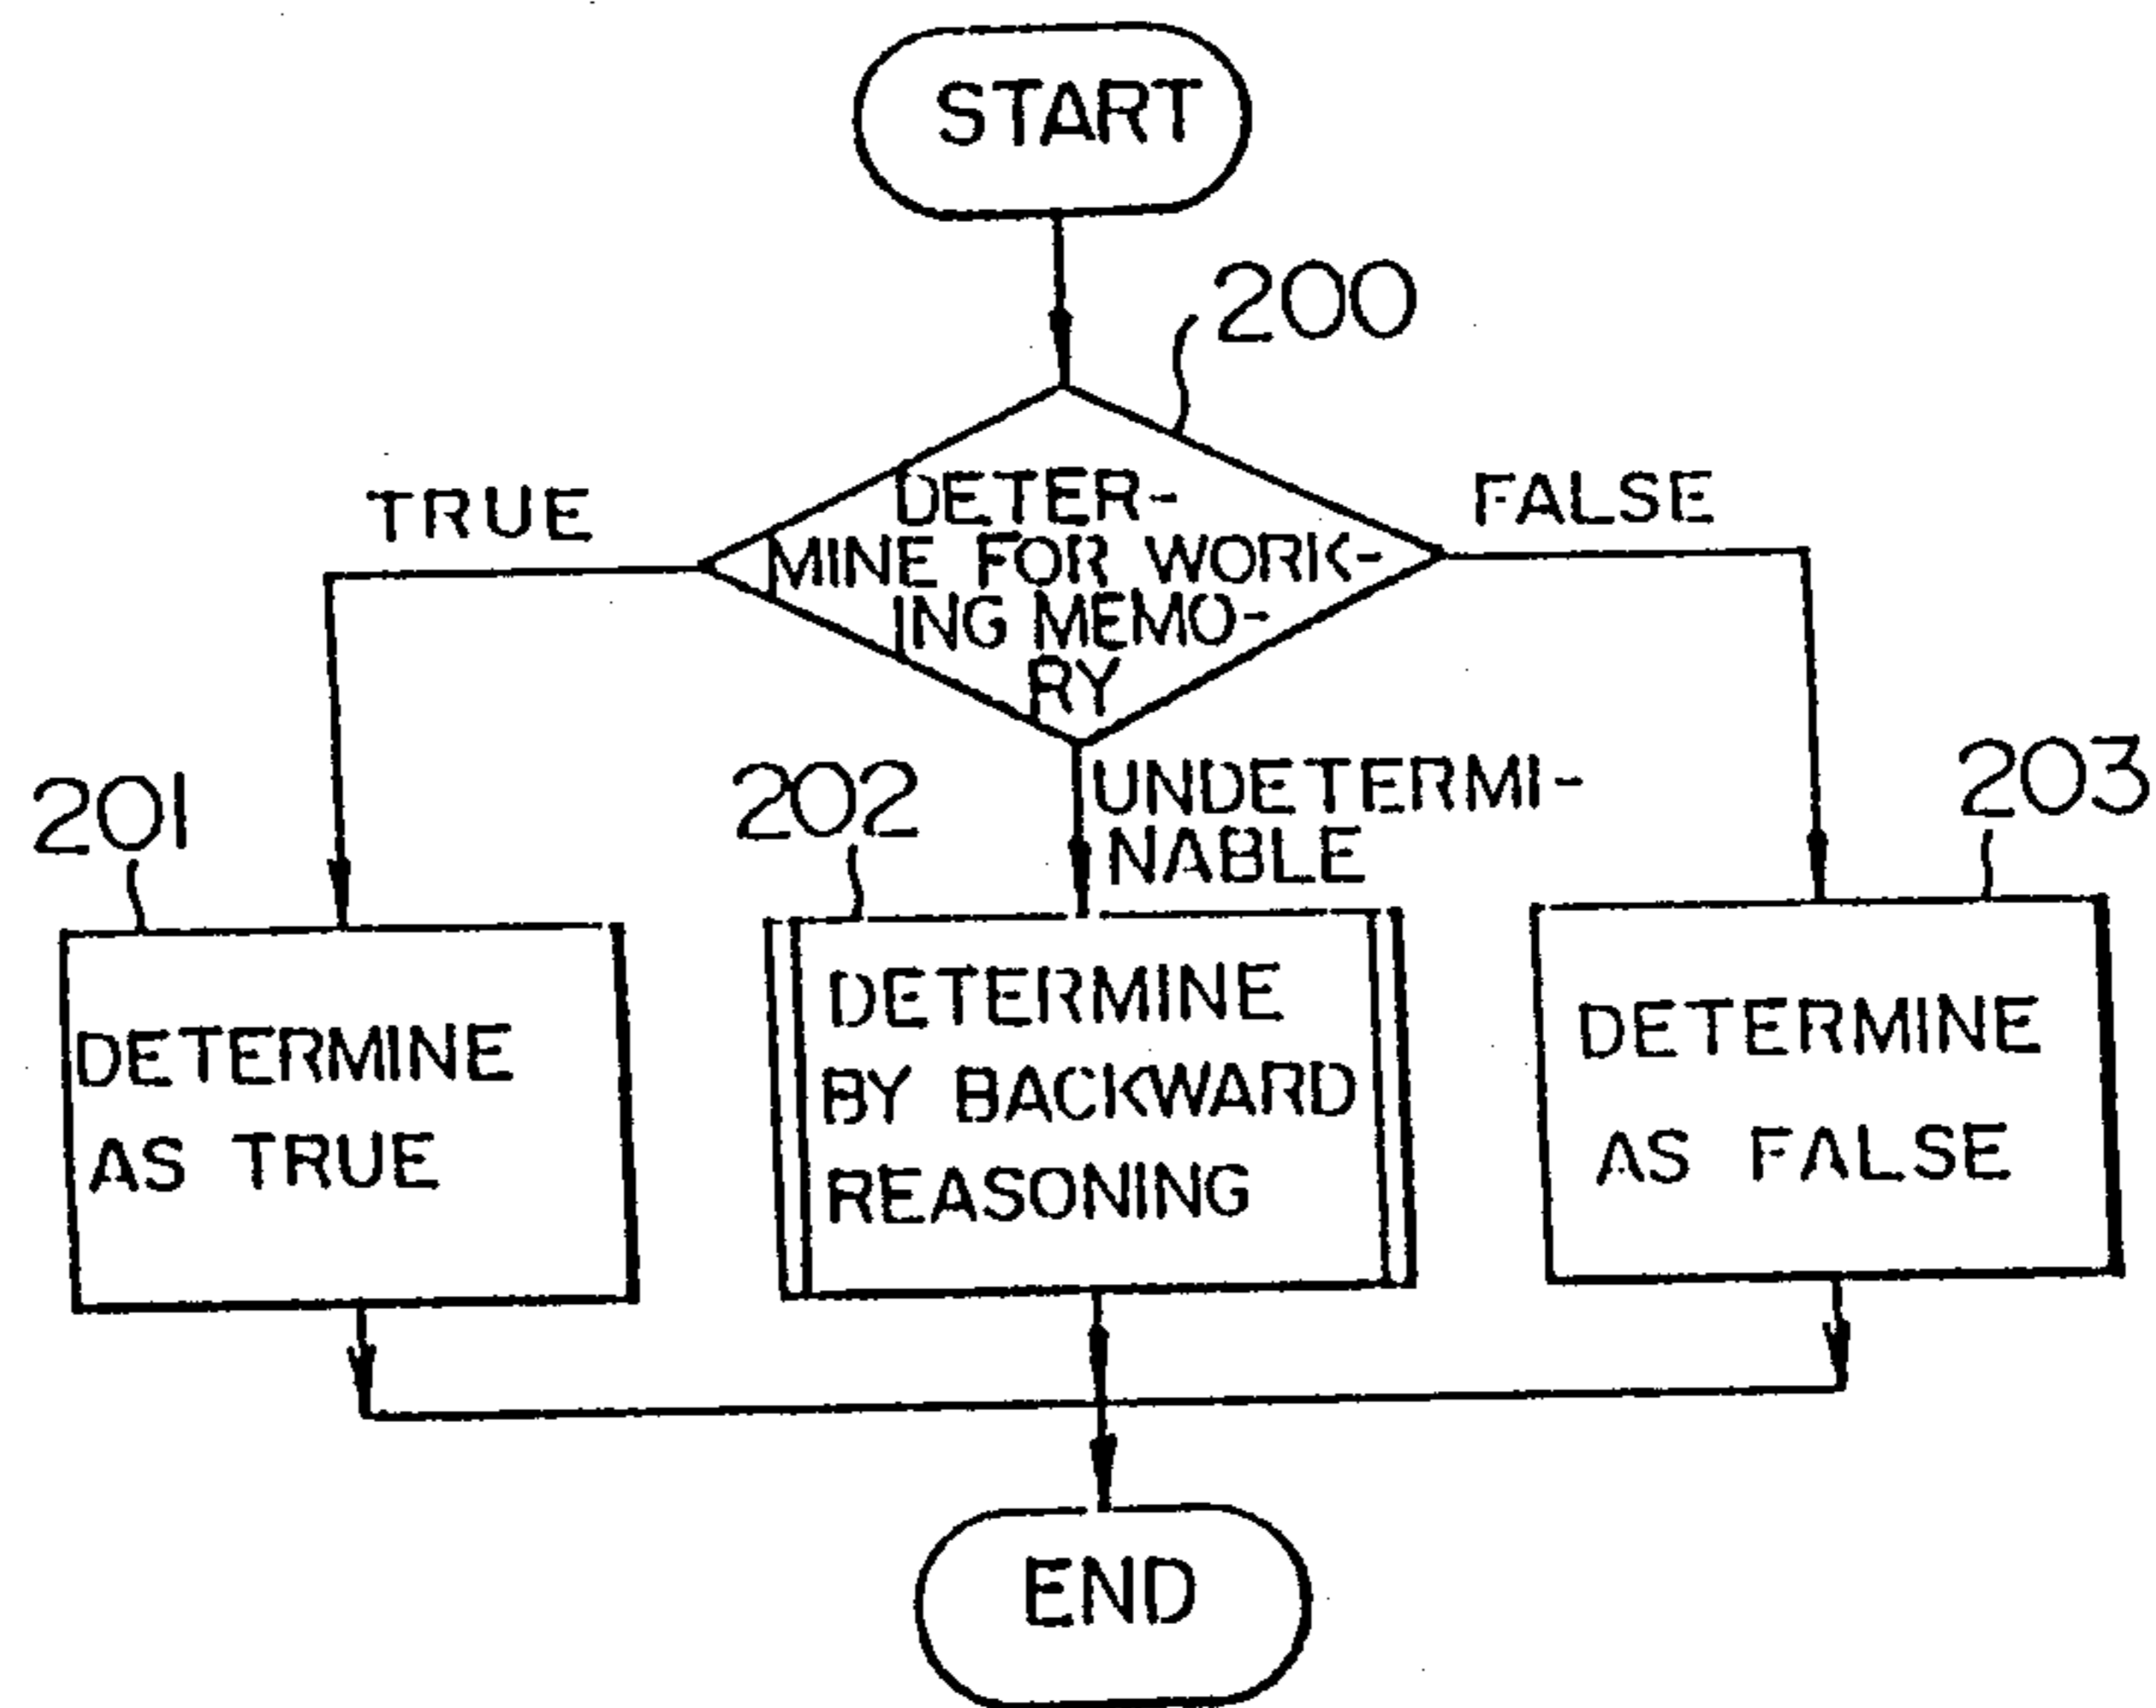 START
200
DETER-
MINE FOR WORK-
ING MEMO-
RY
TRUE
FALSE
UNDETERMI-
NABLE
201
DETERMINE
AS TRUE
202
DETERMINE
BY BACKWARD
REASONING
203
DETERMINE
AS FALSE
END